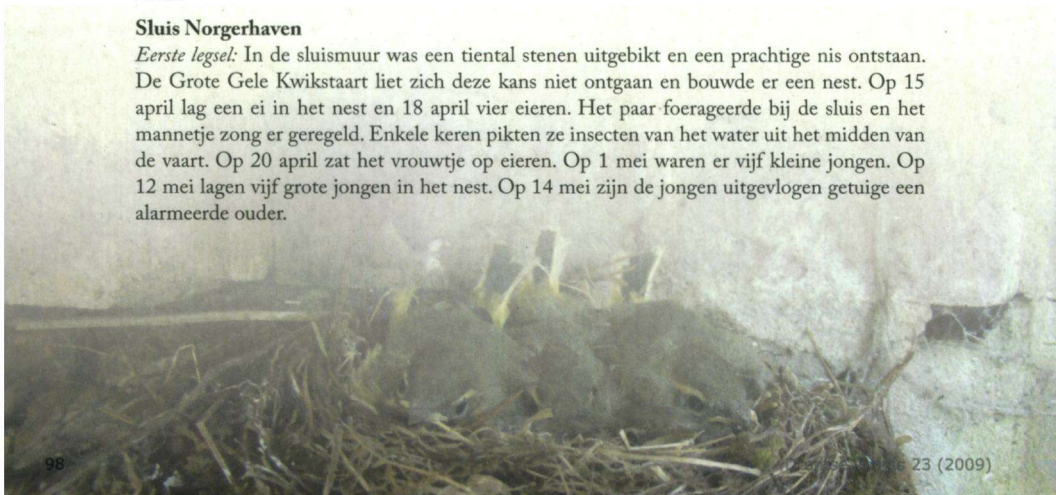 Sluis Norgerhaven
Eerste legsel: In de sluismuur was een tiental stenen uitgebikt en een prachtige nis ontstaan.
De Grote Gele Kwikstaart liet zich deze kans niet ontgaan en bouwde er een nest. Op 15
april lag een ei in het nest en 18 april vier eieren. Het paar foerageerde bij de sluis en het
mannetje zong er geregeld. Enkele keren pikten ze insecten van het water uit het midden van
de vaart. Op 20 april zat het vrouwtje op eieren. Op 1 mei waren er vijf kleine jongen. Op
12 mei lagen vijf grote jongen in het nest. Op 14 mei zijn de jongen uitgevlogen getuige een
alarmeerde ouder.
98
23 (2009)